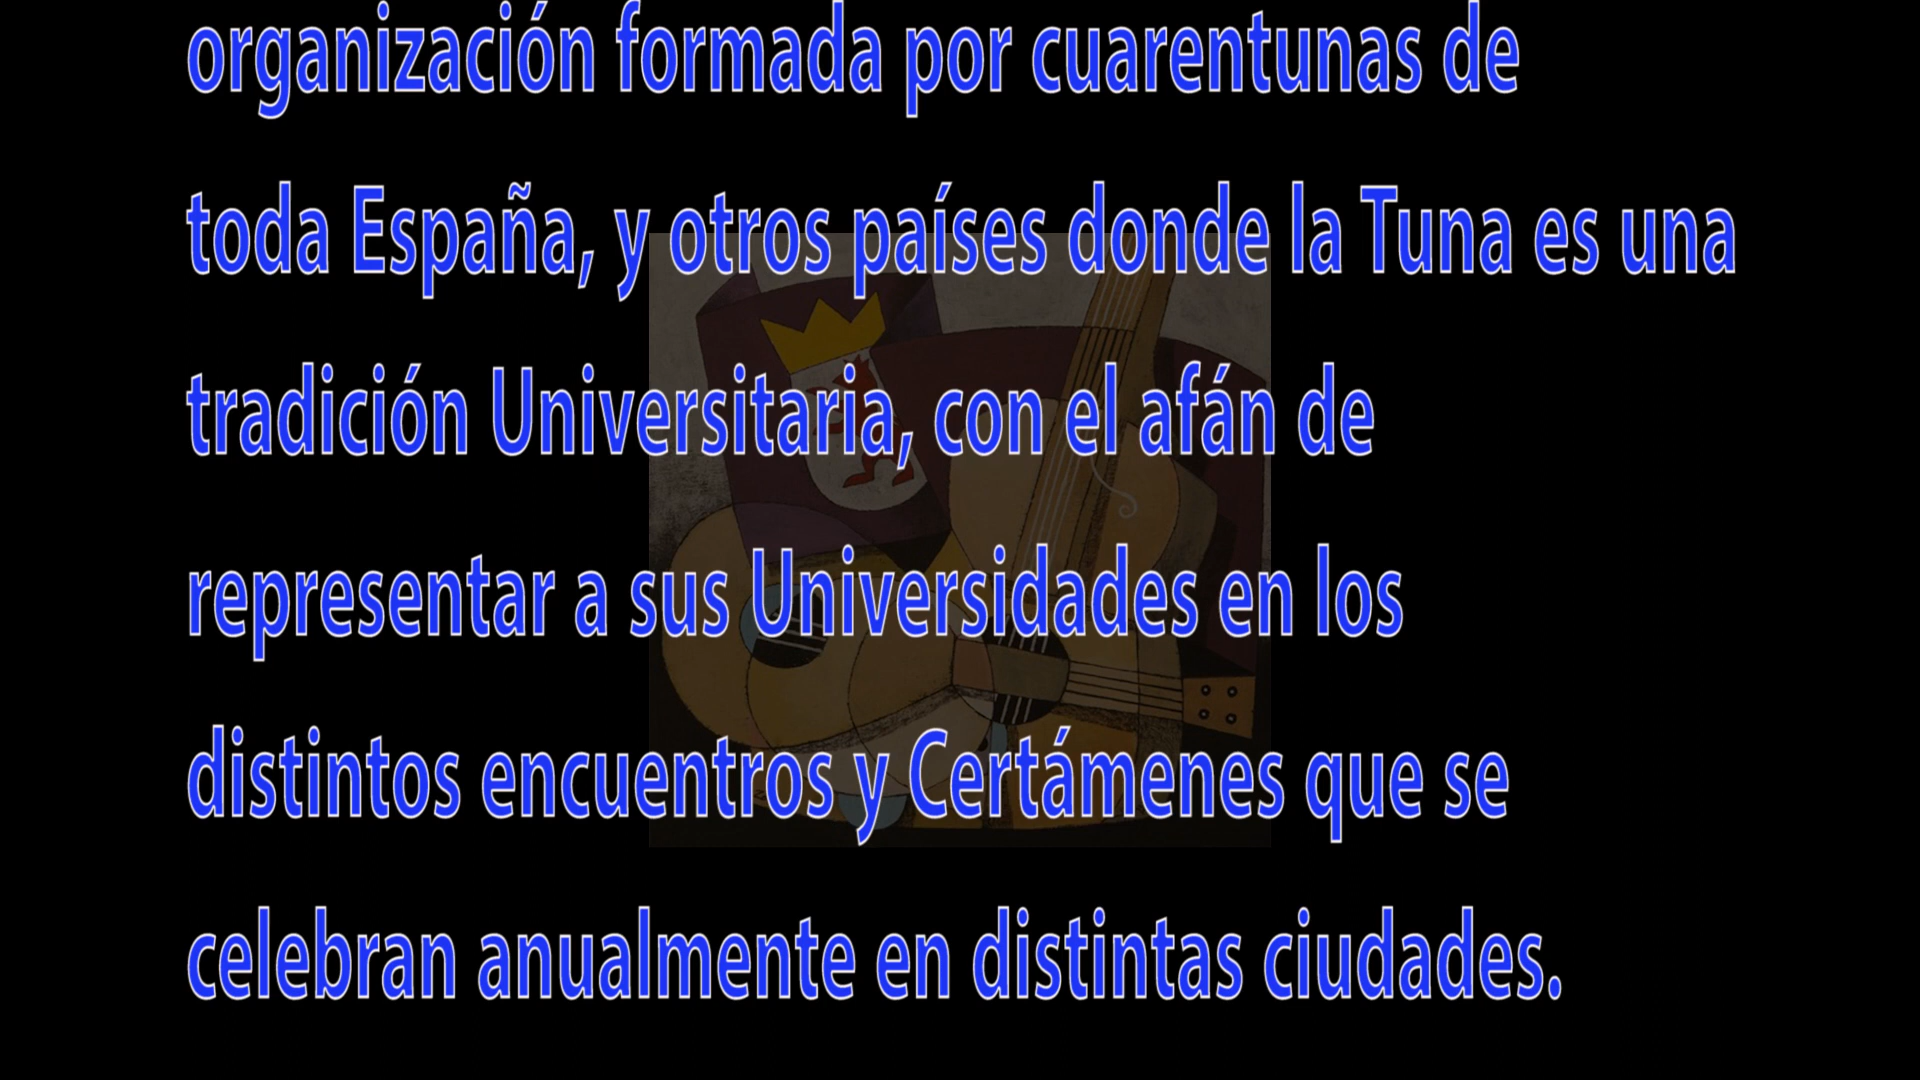 organización formada por cuarentunas de
toda España, y otros países donde la Tuna es una
tradición Universitaria, con el afán de
representar a sus Universidades en los
distintos encuentros y Certámenes que se
celebran anualmente en distintas ciudades.